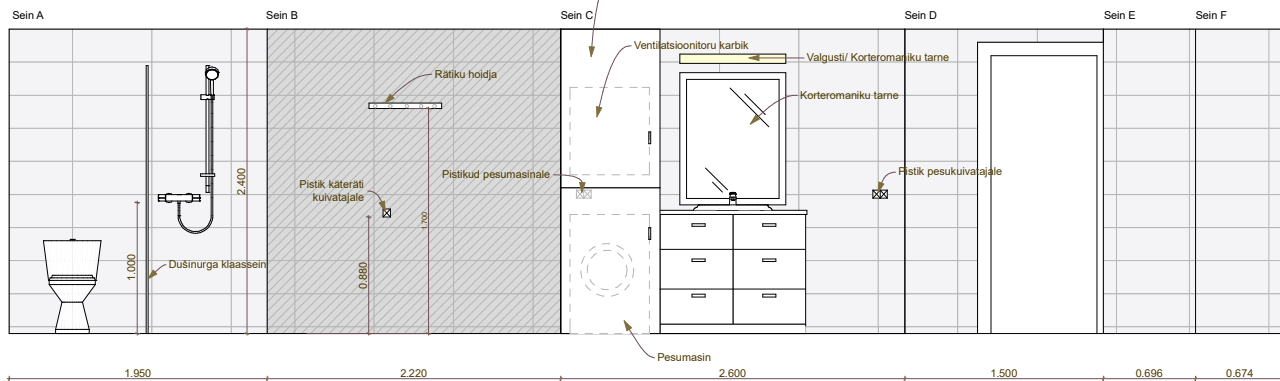 Sein A
Sein B
Sein C
Sein D
Sein E
Sein F
Ventilatsioonitoru karbik
Valgusti/ Korteromaniku tarne
Rätiku hoidja
Korteromaniku tarne
Pistikud pesumasinale
Pistik pesukuivatajale
Pistik käteräti
kuivatajale
2.400
1.700
Dušinurga klaassein
1.000
0.880
Pesumasin
1.950
2.220
2.600
1.500
0.696
0.674